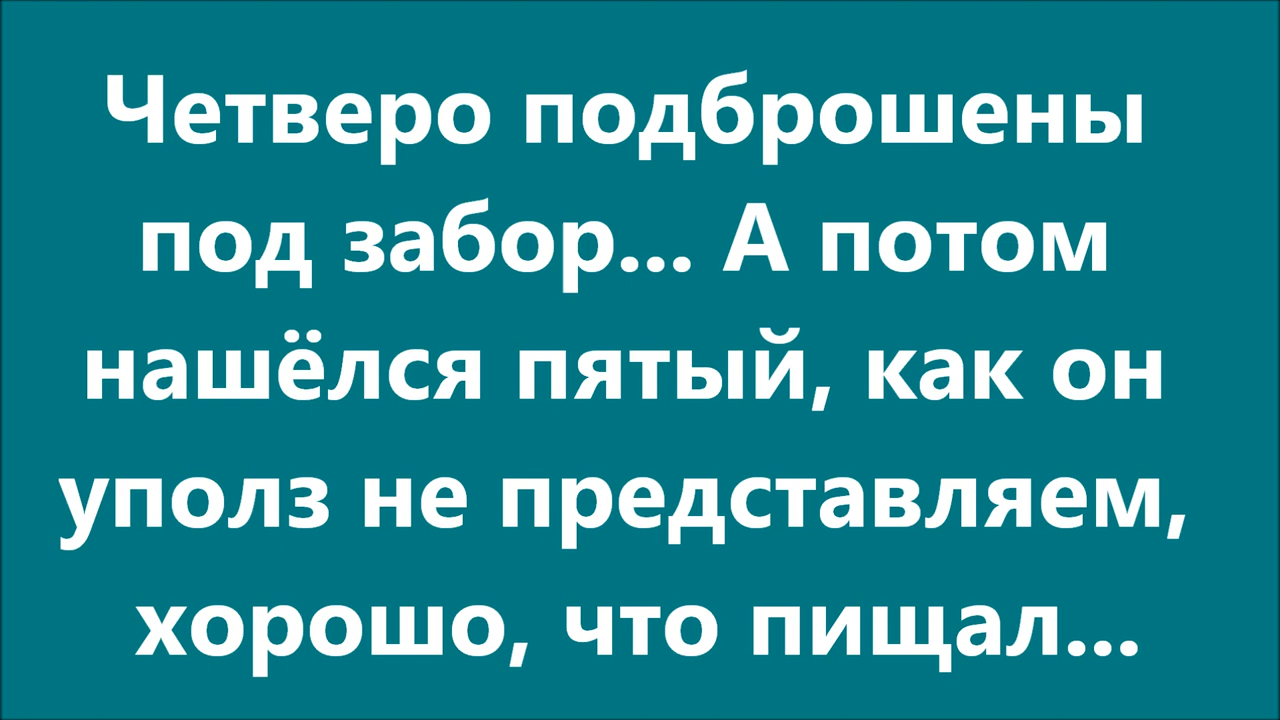 Четверо подброшены
под забор... А потом
нашёлся пятый, как он
уполз не представляем,
хорошо, что пищал...